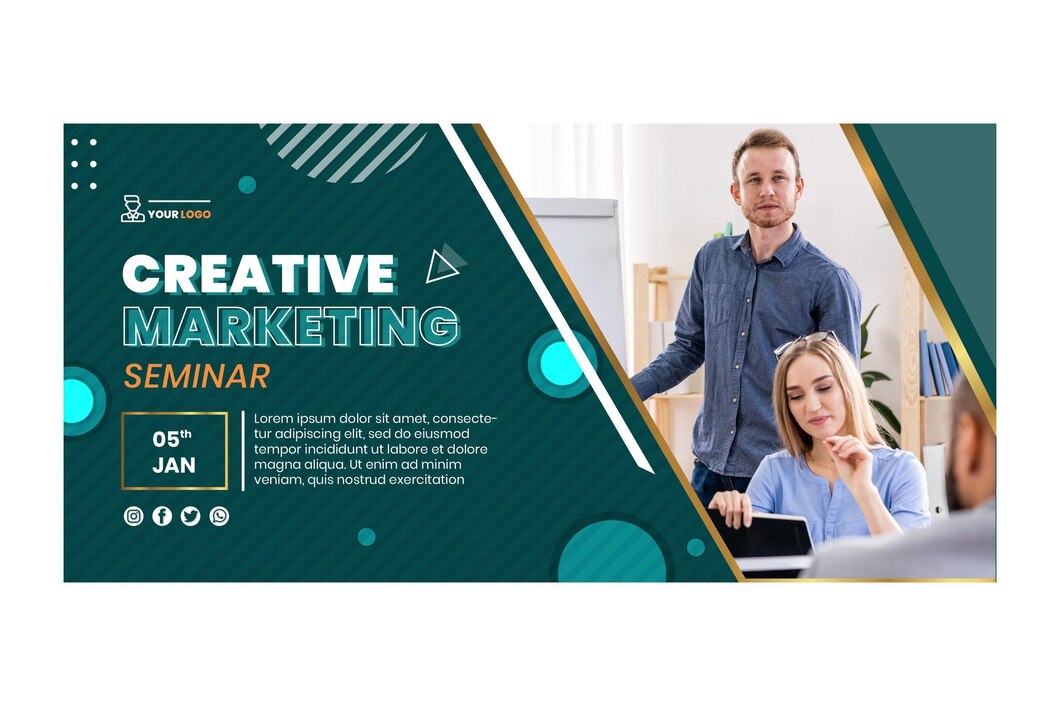 YOUR LOGO
CREATIVE
MARKETING
SEMINAR
05th
JAN
Lorem ipsum dolor sit amet, consecte-
tur adipiscing elit, sed do eiusmod
tempor incididunt ut labore et dolore
magna aliqua. Ut enim ad minim
veniam, quis nostrud exercitation